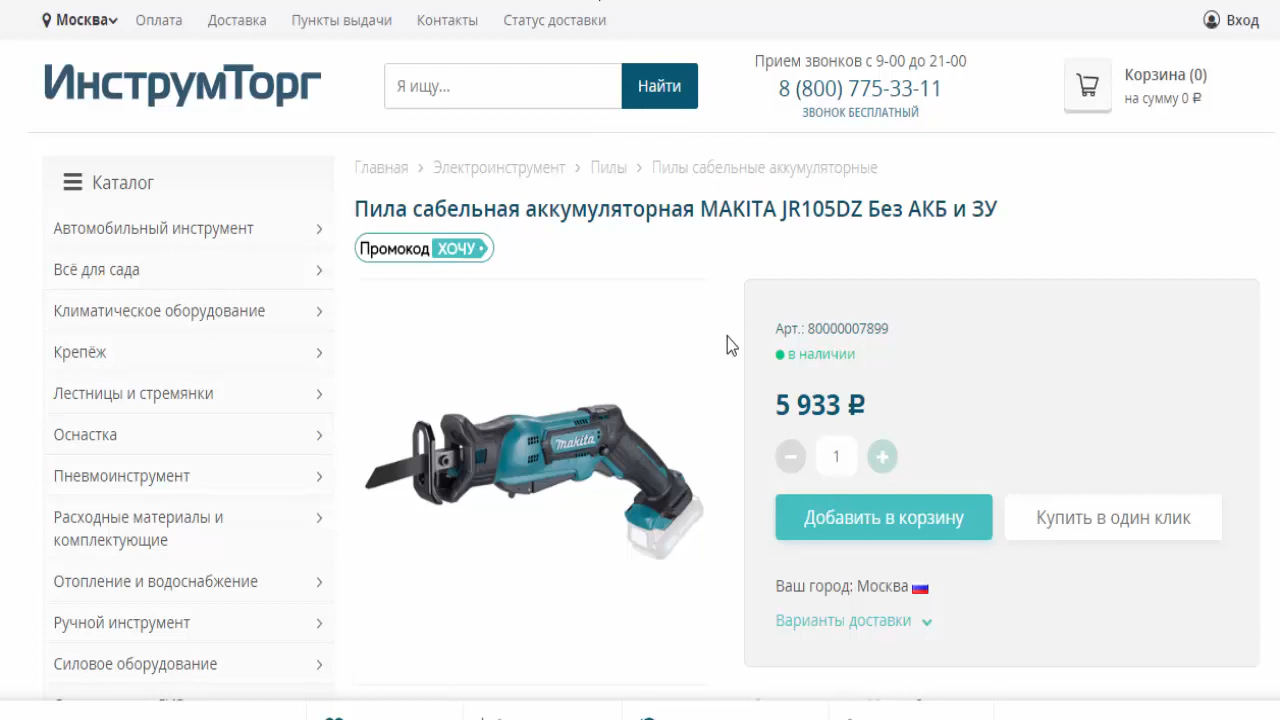 Москва
Оплата
Доставка
Пункты выдачи
Контакты
Статус доставки
Вход
ИнструмТорг
Я ищу...
Найти
Прием звонков с 9-00 до 21-00
8 (800) 775-33-11
ЗВОНОК БЕСПЛАТНЫЙ
Корзина (0)
на сумму 0 ₽
Каталог
Автомобильный инструмент
Всё для сада
Климатическое оборудование
Крепёж
Лестницы и стремянки
Оснастка
Пневмоинструмент
Расходные материалы и
комплектующие
Отопление и водоснабжение
Ручной инструмент
Силовое оборудование
Главная › Электроинструмент › Пилы › Пилы сабельные аккумуляторные
Пила сабельная аккумуляторная MAKITA JR105DZ Без АКБ и ЗУ
Промокод ХОЧУ
makita
Арт.: 80000007899
в наличии
5 933 ₽
1
Добавить в корзину
Купить в один клик
Ваш город: Москва
Варианты доставки